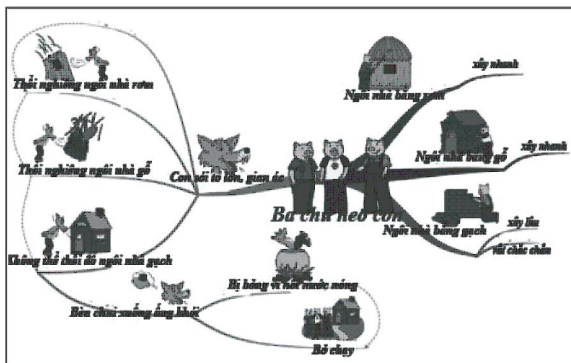 Thổi nghiêng ngôi nhà rơm
Thổi nghiêng ngôi nhà gỗ
Không thể thổi đổ ngôi nhà gạch
Con sói to lớn, gian ác
Ba chú heo con
Ngôi nhà bằng rơm
xây nhanh
Ngôi nhà bằng gỗ
xây nhanh
Ngôi nhà bằng gạch
xây lâu
rất chắc chắn
Bị bỏng vì nồi nước nóng
xuống ống khói
Bỏ chạy